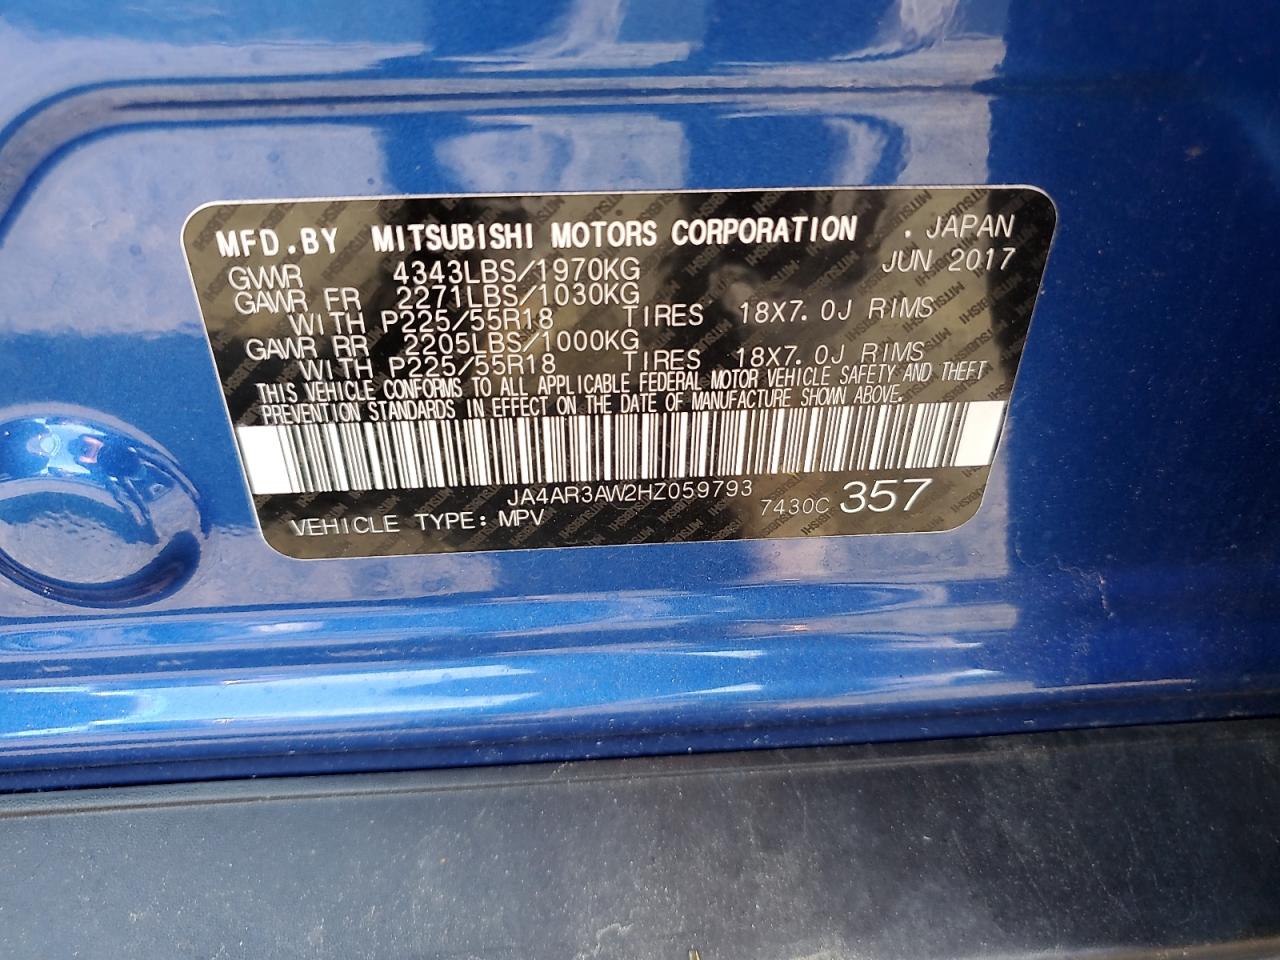 MFD.BY MITSUBISHI MOTORS CORPORATION . JAPAN
GVWR 4343LBS/1970KG JUN 2017
GAWR FR 2271LBS/1030KG
WITH P225/55R18 TIRES 18X7.0J RIMS
GAWR RR 2205LBS/1000KG
WITH P225/55R18 TIRES 18X7.0J RIMS
THIS VEHICLE CONFORMS TO ALL APPLICABLE FEDERAL MOTOR VEHICLE SAFETY AND THEFT
PREVENTION STANDARDS IN EFFECT ON THE DATE OF MANUFACTURE SHOWN ABOVE.
JA4AR3AW2HZ059793
VEHICLE TYPE: MPV 7430C 357